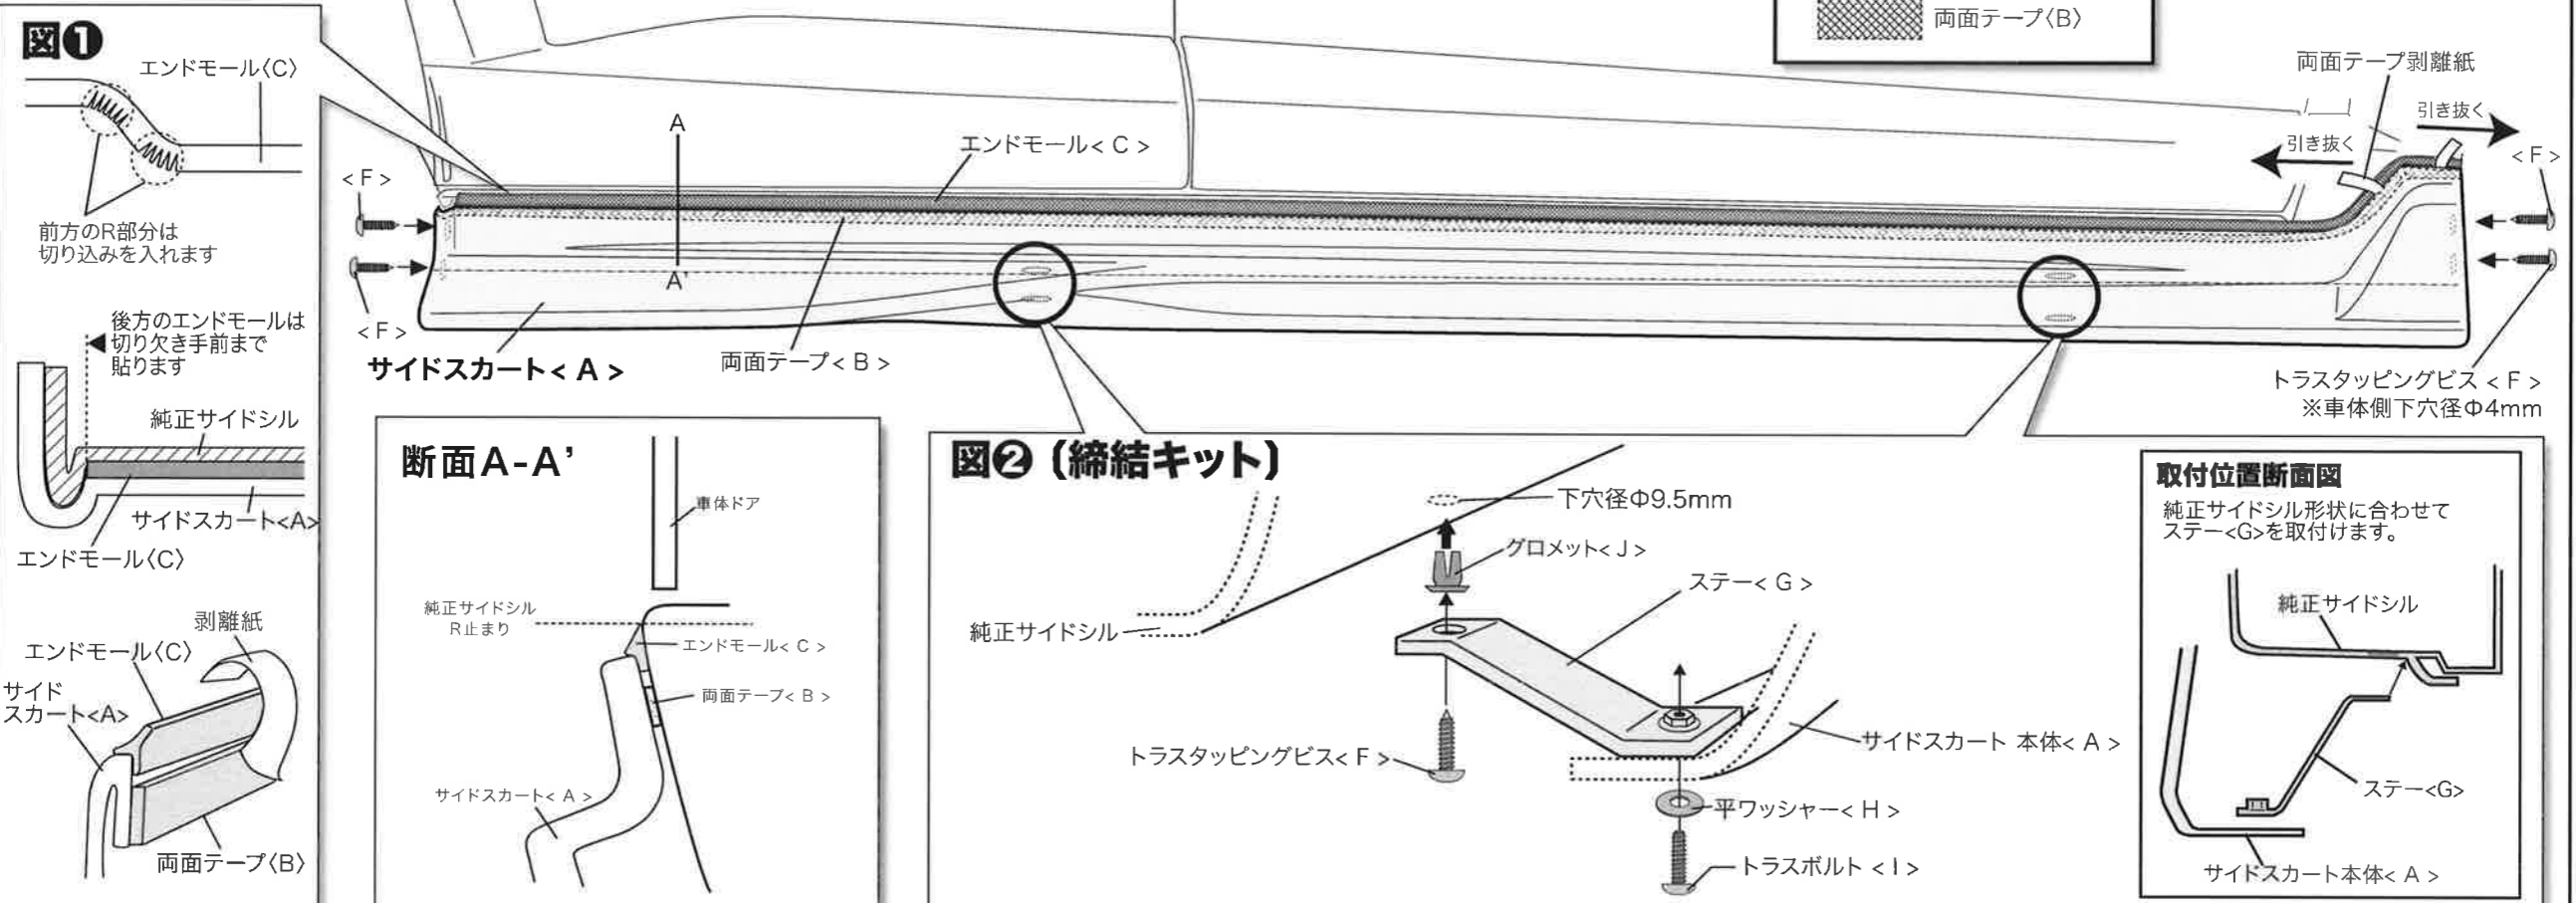 図❶
エンドモール〈C〉
前方のR部分は
切り込みを入れます
後方のエンドモールは
切り欠き手前まで
貼ります
純正サイドシル
サイドスカート<A>
エンドモール〈C〉
剥離紙
エンドモール〈C〉
サイド
スカート<A>
両面テープ〈B〉
両面テープ〈B〉
両面テープ剥離紙
引き抜く
引き抜く
A
エンドモール< C >
< F >
< F >
A'
< F >
サイドスカート< A >
両面テープ< B >
トラスタッピングビス < F >
※車体側下穴径Φ4mm
断面A-A’
車体ドア
純正サイドシル
R止まり
エンドモール< C >
両面テープ< B >
サイドスカート< A >
図❷〔締結キット〕
下穴径Φ9.5mm
グロメット< J >
ステー< G >
純正サイドシル
トラスタッピングビス< F >
サイドスカート 本体< A >
平ワッシャー< H >
トラスボルト < I >
取付位置断面図
純正サイドシル形状に合わせて
ステー<G>を取付けます。
純正サイドシル
ステー<G>
サイドスカート本体< A >